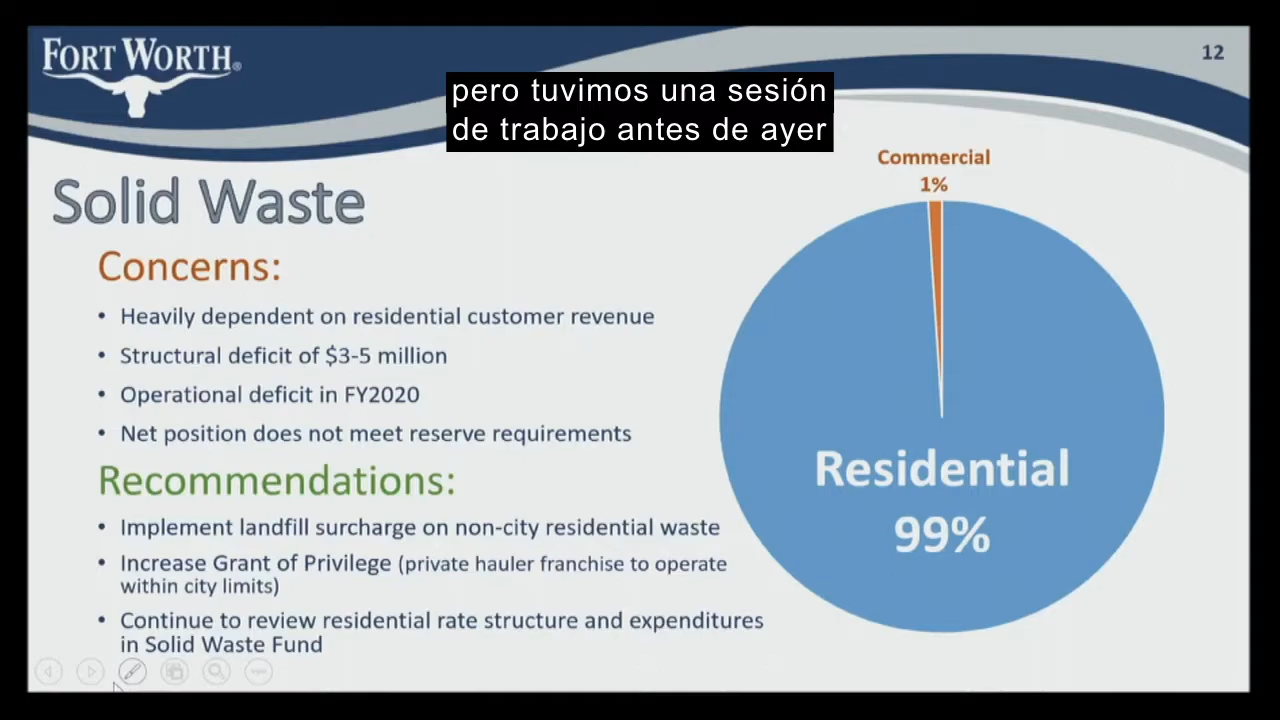 FORT WORTH®
12
pero tuvimos una sesión
de trabajo antes de ayer
Solid Waste
Concerns:
• Heavily dependent on residential customer revenue
• Structural deficit of $3-5 million
• Operational deficit in FY2020
• Net position does not meet reserve requirements
Recommendations:
• Implement landfill surcharge on non-city residential waste
• Increase Grant of Privilege (private hauler franchise to operate
within city limits)
• Continue to review residential rate structure and expenditures
in Solid Waste Fund
Commercial
1%
Residential
99%